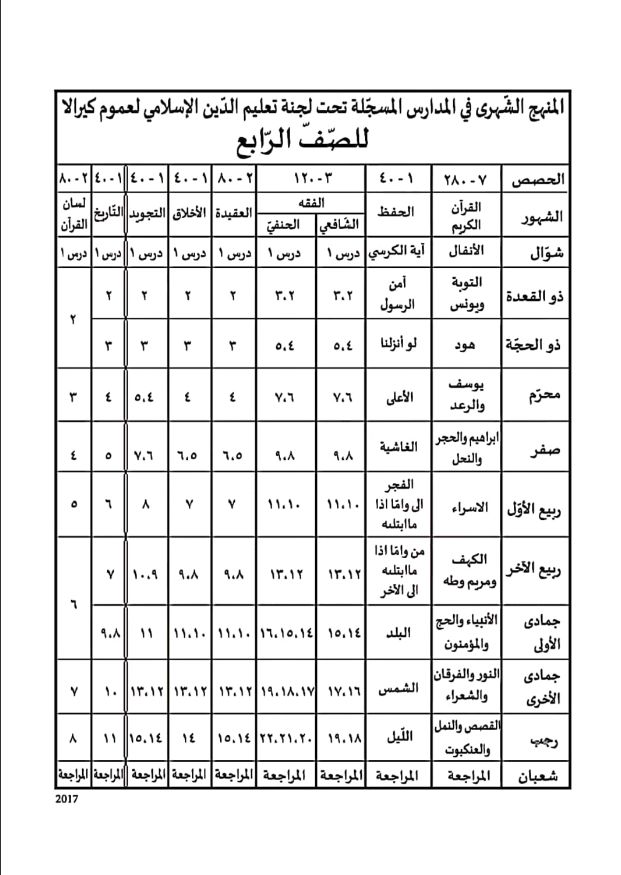 المنهج الشّهرى في المدارس المسجّلة تحت لجنة تعليم الدّين الإسلامي لعموم كيرالا
للصّفّ الرّابع
الحصص ٧-٢٨٠ ١-٤٠ ٣-١٢٠ ٢-٨٠ ١-٤٠ ١-٤٠ ١-٤٠ ٢-٨٠
الشهور القرآن الكريم الحفظ الفقه الشّافعي الحنفيّ العقيدة الأخلاق التجويد التّاريخ لسان القرآن
شوّال الأنفال آية الكرسي درس ١ درس ١ درس ١ درس ١ درس ١ درس ١ درس ١
ذو القعدة التوبة ويونس أمن الرسول ٣،٢ ٣،٢ ٢ ٢ ٢ ٢ ٢
ذو الحجّة هود لو أنزلنا ٥،٤ ٥،٤ ٣ ٣ ٣ ٣
محرّم يوسف والرعد الأعلى ٧،٦ ٧،٦ ٤ ٤ ٥،٤ ٤ ٣
صفر ابراهيم والحجر والنحل الغاشية ٩،٨ ٩،٨ ٦،٥ ٦،٥ ٧،٦ ٥ ٤
ربيع الأوّل الاسراء الفجر الى وامّا اذا ماابتلىه ١١،١٠ ١١،١٠ ٧ ٧ ٨ ٦ ٥
ربيع الآخر الكهف ومريم وطه من وامّا اذا ماابتلىه الى الآخر ١٣،١٢ ١٣،١٢ ٩،٨ ٩،٨ ١٠،٩ ٧ ٦
جمادى الأولى الأنبياء والحج والمؤمنون البلد ١٥،١٤ ١٦،١٥،١٤ ١١،١٠ ١١،١٠ ١١ ٩،٨
جمادى الأخرى النور والفرقان والشعراء الشمس ١٧،١٦ ١٩،١٨،١٧ ١٣،١٢ ١٣،١٢ ١٣،١٢ ١٠ ٧
رجب القصص والنمل والعنكبوت اللّيل ١٩،١٨ ٢٢،٢١،٢٠ ١٥،١٤ ١٤ ١٥،١٤ ١١ ٨
شعبان المراجعة المراجعة المراجعة المراجعة المراجعة المراجعة المراجعة المراجعة المراجعة
2017